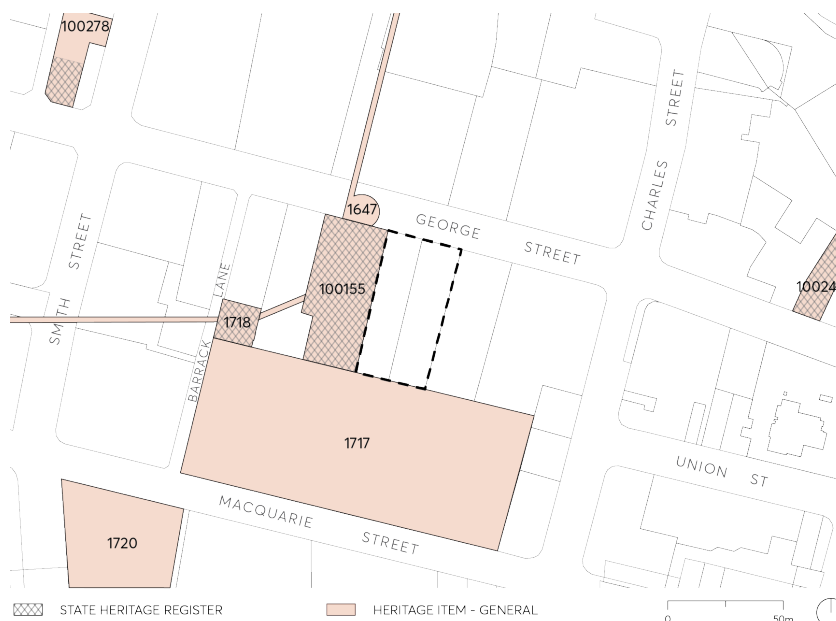 100278
CHARLES STREET
1647
GEORGE STREET
SMITH STREET
BARRACK LANE
100155
10024
1718
1717
UNION ST
MACQUARIE STREET
1720
STATE HERITAGE REGISTER
HERITAGE ITEM - GENERAL
0 50m